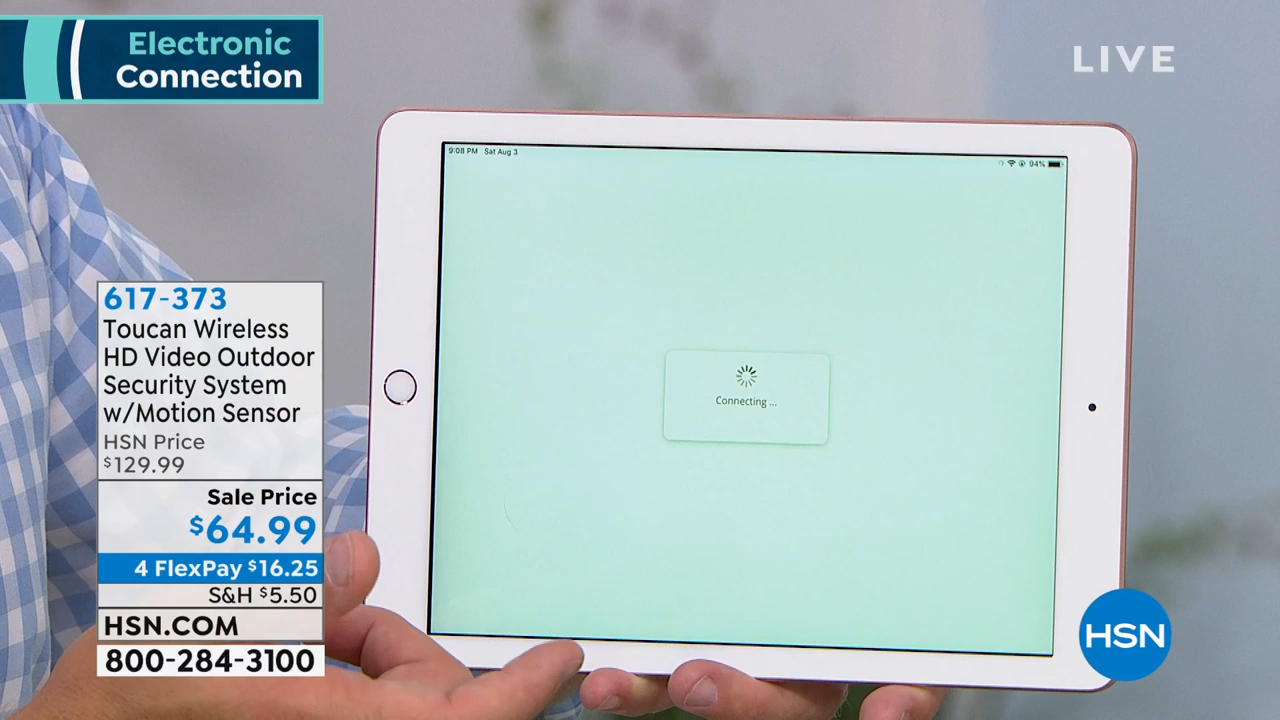 Electronic
Connection
LIVE
9:08 PM Sat Aug 3
94%
Connecting ...
617-373
Toucan Wireless
HD Video Outdoor
Security System
w/Motion Sensor
HSN Price
$129.99
Sale Price
$64.99
4 FlexPay $16.25
S&H $5.50
HSN.COM
800-284-3100
HSN